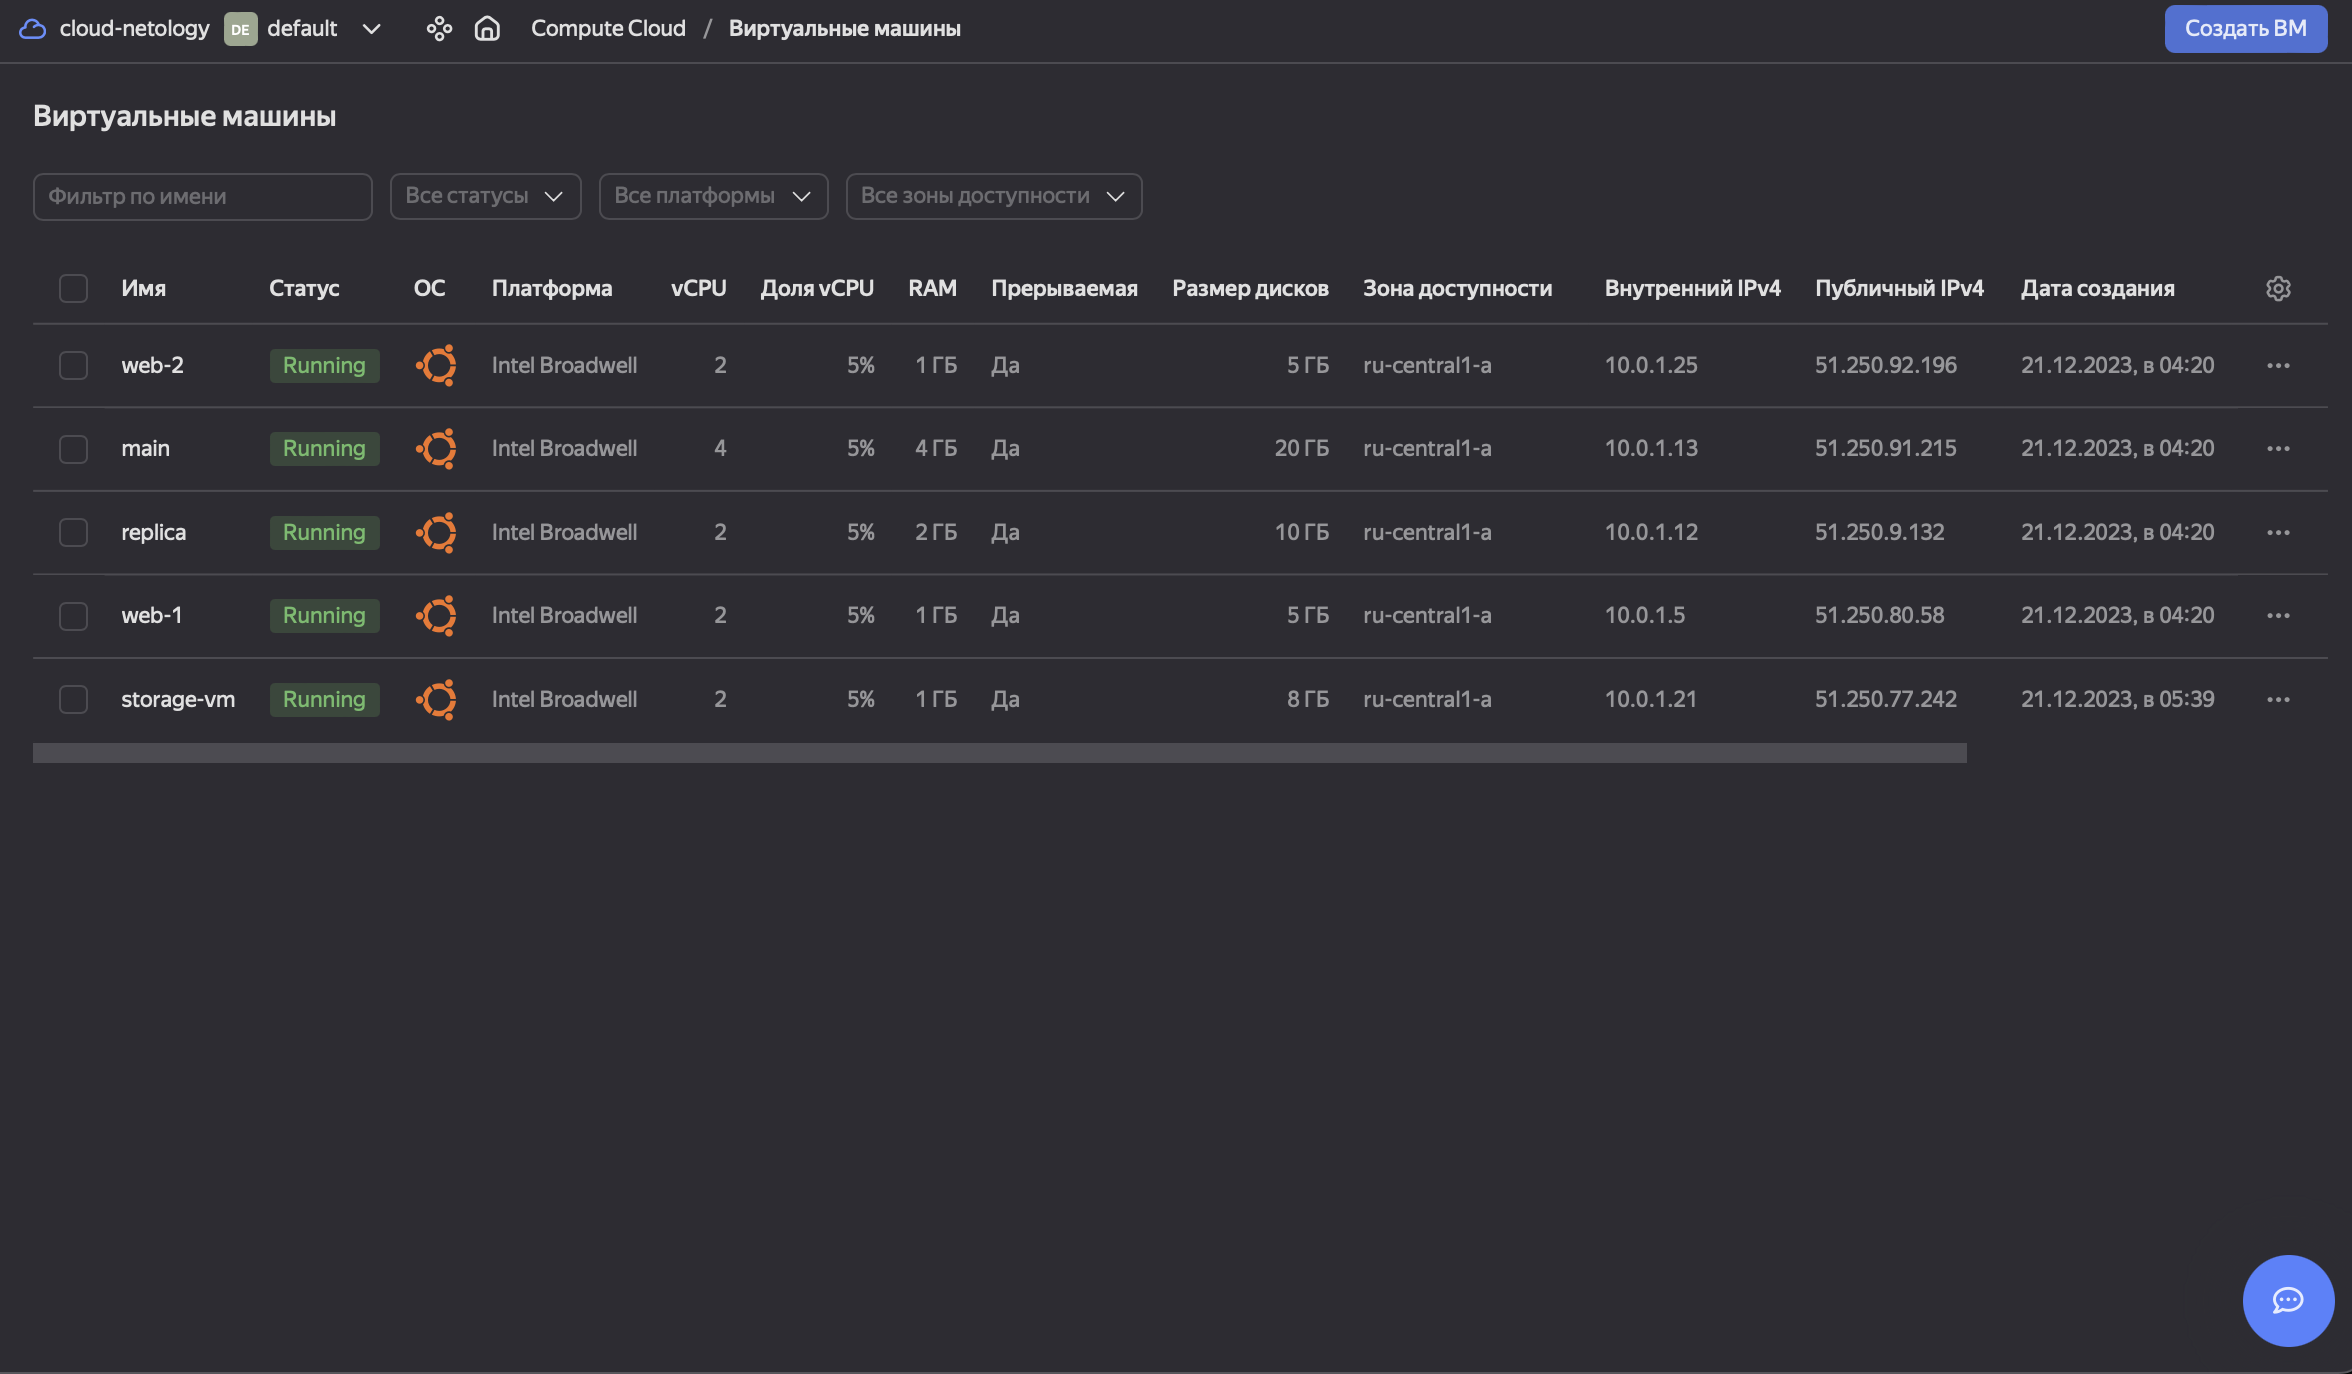 cloud-netology DE default Compute Cloud / Виртуальные машины Создать ВМ
Виртуальные машины
Фильтр по имени Все статусы Все платформы Все зоны доступности
Имя Статус ОС Платформа vCPU Доля vCPU RAM Прерываемая Размер дисков Зона доступности Внутренний IPv4 Публичный IPv4 Дата создания
web-2 Running Intel Broadwell 2 5% 1 ГБ Да 5 ГБ ru-central1-a 10.0.1.25 51.250.92.196 21.12.2023, в 04:20
main Running Intel Broadwell 4 5% 4 ГБ Да 20 ГБ ru-central1-a 10.0.1.13 51.250.91.215 21.12.2023, в 04:20
replica Running Intel Broadwell 2 5% 2 ГБ Да 10 ГБ ru-central1-a 10.0.1.12 51.250.9.132 21.12.2023, в 04:20
web-1 Running Intel Broadwell 2 5% 1 ГБ Да 5 ГБ ru-central1-a 10.0.1.5 51.250.80.58 21.12.2023, в 04:20
storage-vm Running Intel Broadwell 2 5% 1 ГБ Да 8 ГБ ru-central1-a 10.0.1.21 51.250.77.242 21.12.2023, в 05:39